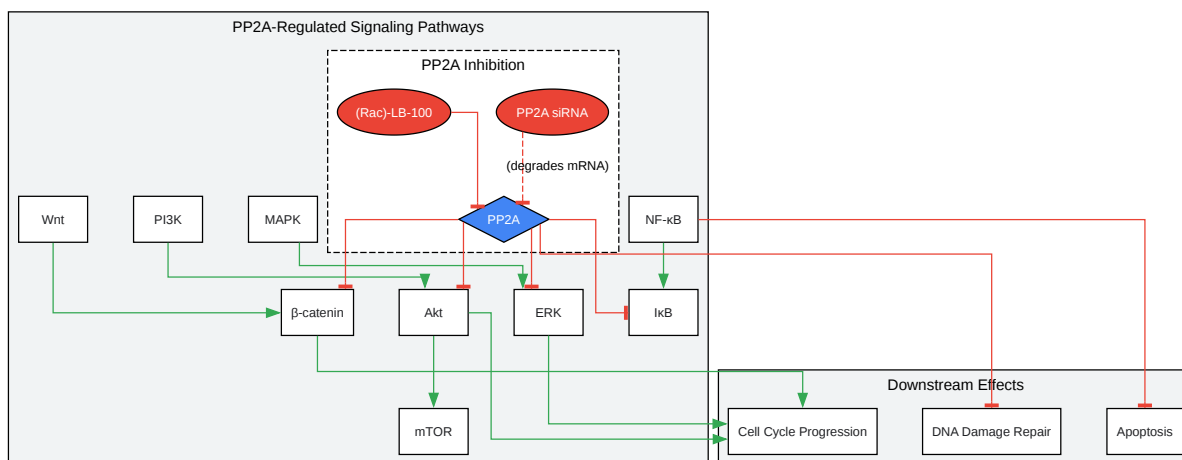 PP2A-Regulated Signaling Pathways
PP2A Inhibition
(Rac)-LB-100
PP2A siRNA
(degrades mRNA)
Wnt
PI3K
MAPK
PP2A
NF-κB
β-catenin
Akt
ERK
IκB
Downstream Effects
mTOR
Cell Cycle Progression
DNA Damage Repair
Apoptosis